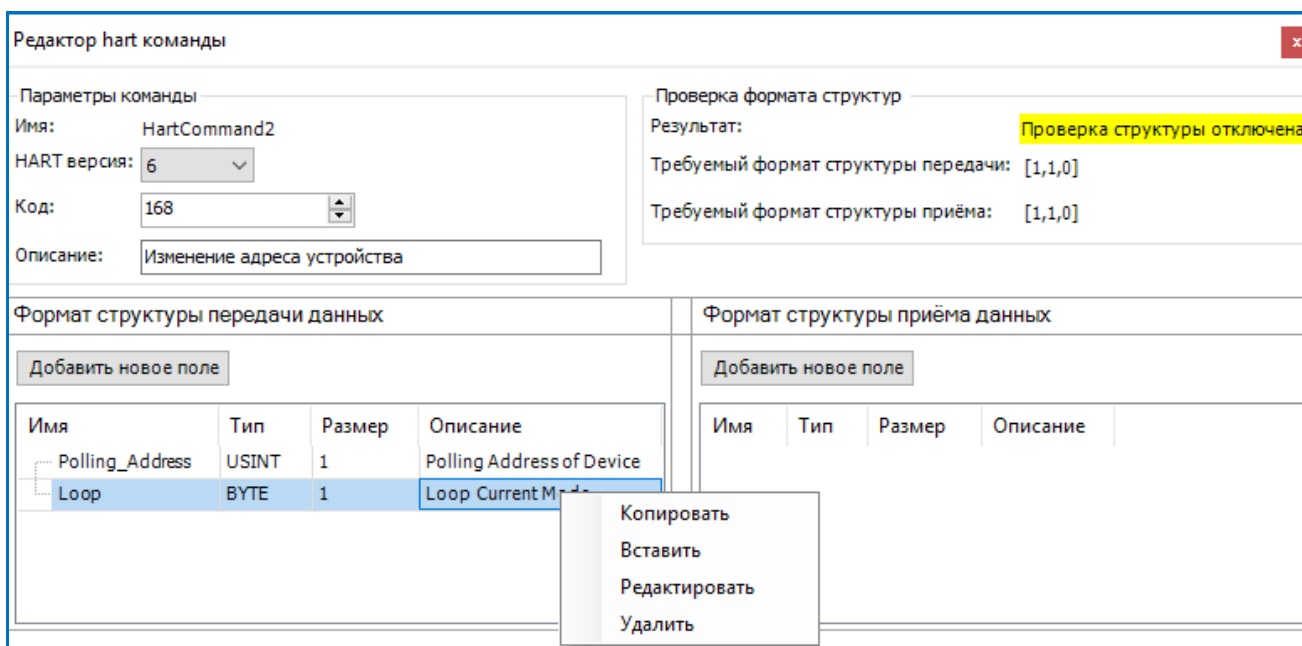 Редактор hart команды
x
Параметры команды
Имя: HartCommand2
HART версия: 6
Код: 168
Описание: Изменение адреса устройства
Проверка формата структур
Результат: Проверка структуры отключена
Требуемый формат структуры передачи: [1,1,0]
Требуемый формат структуры приёма: [1,1,0]
Формат структуры передачи данных
Добавить новое поле
Имя Тип Размер Описание
Polling_Address USINT 1 Polling Address of Device
Loop BYTE 1 Loop Current
Копировать
Вставить
Редактировать
Удалить
Формат структуры приёма данных
Добавить новое поле
Имя Тип Размер Описание